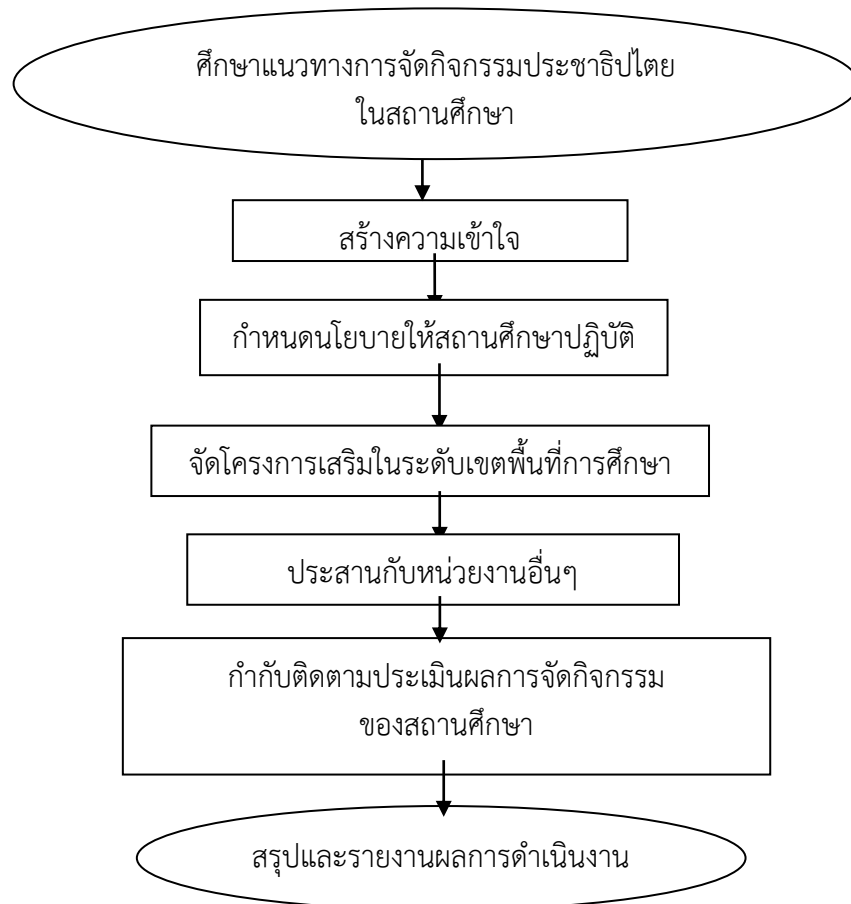 ศึกษาแนวทางการจัดกิจกรรมประชาธิปไตย
ในสถานศึกษา
สร้างความเข้าใจ
กำหนดนโยบายให้สถานศึกษาปฏิบัติ
จัดโครงการเสริมในระดับเขตพื้นที่การศึกษา
ประสานกับหน่วยงานอื่นๆ
กำกับติดตามประเมินผลการจัดกิจกรรม
ของสถานศึกษา
สรุปและรายงานผลการดำเนินงาน